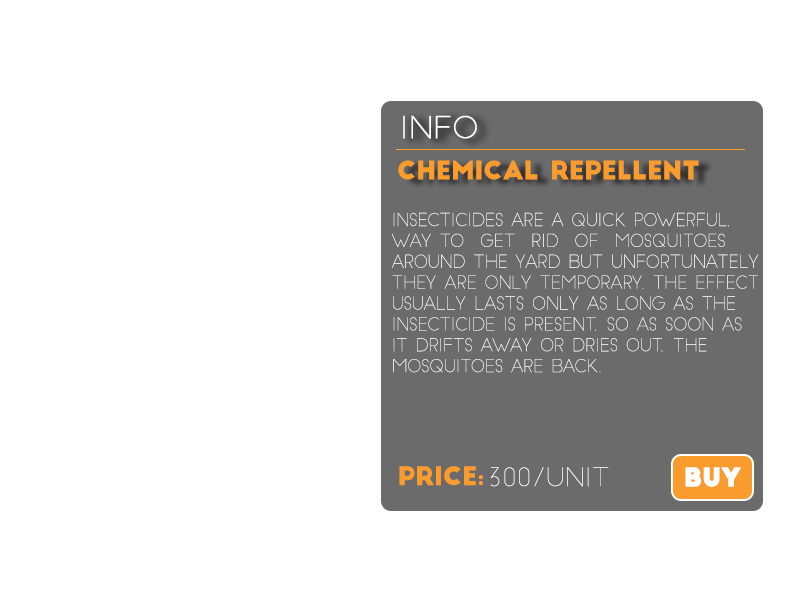 INFO
CHEMICAL REPELLENT
INSECTICIDES ARE A QUICK POWERFUL.
WAY TO GET RID OF MOSQUITOES
AROUND THE YARD BUT UNFORTUNATELY
THEY ARE ONLY TEMPORARY. THE EFFECT
USUALLY LASTS ONLY AS LONG AS THE
INSECTICIDE IS PRESENT. SO AS SOON AS
IT DRIFTS AWAY OR DRIES OUT. THE
MOSQUITOES ARE BACK.
PRICE: 300/UNIT
BUY